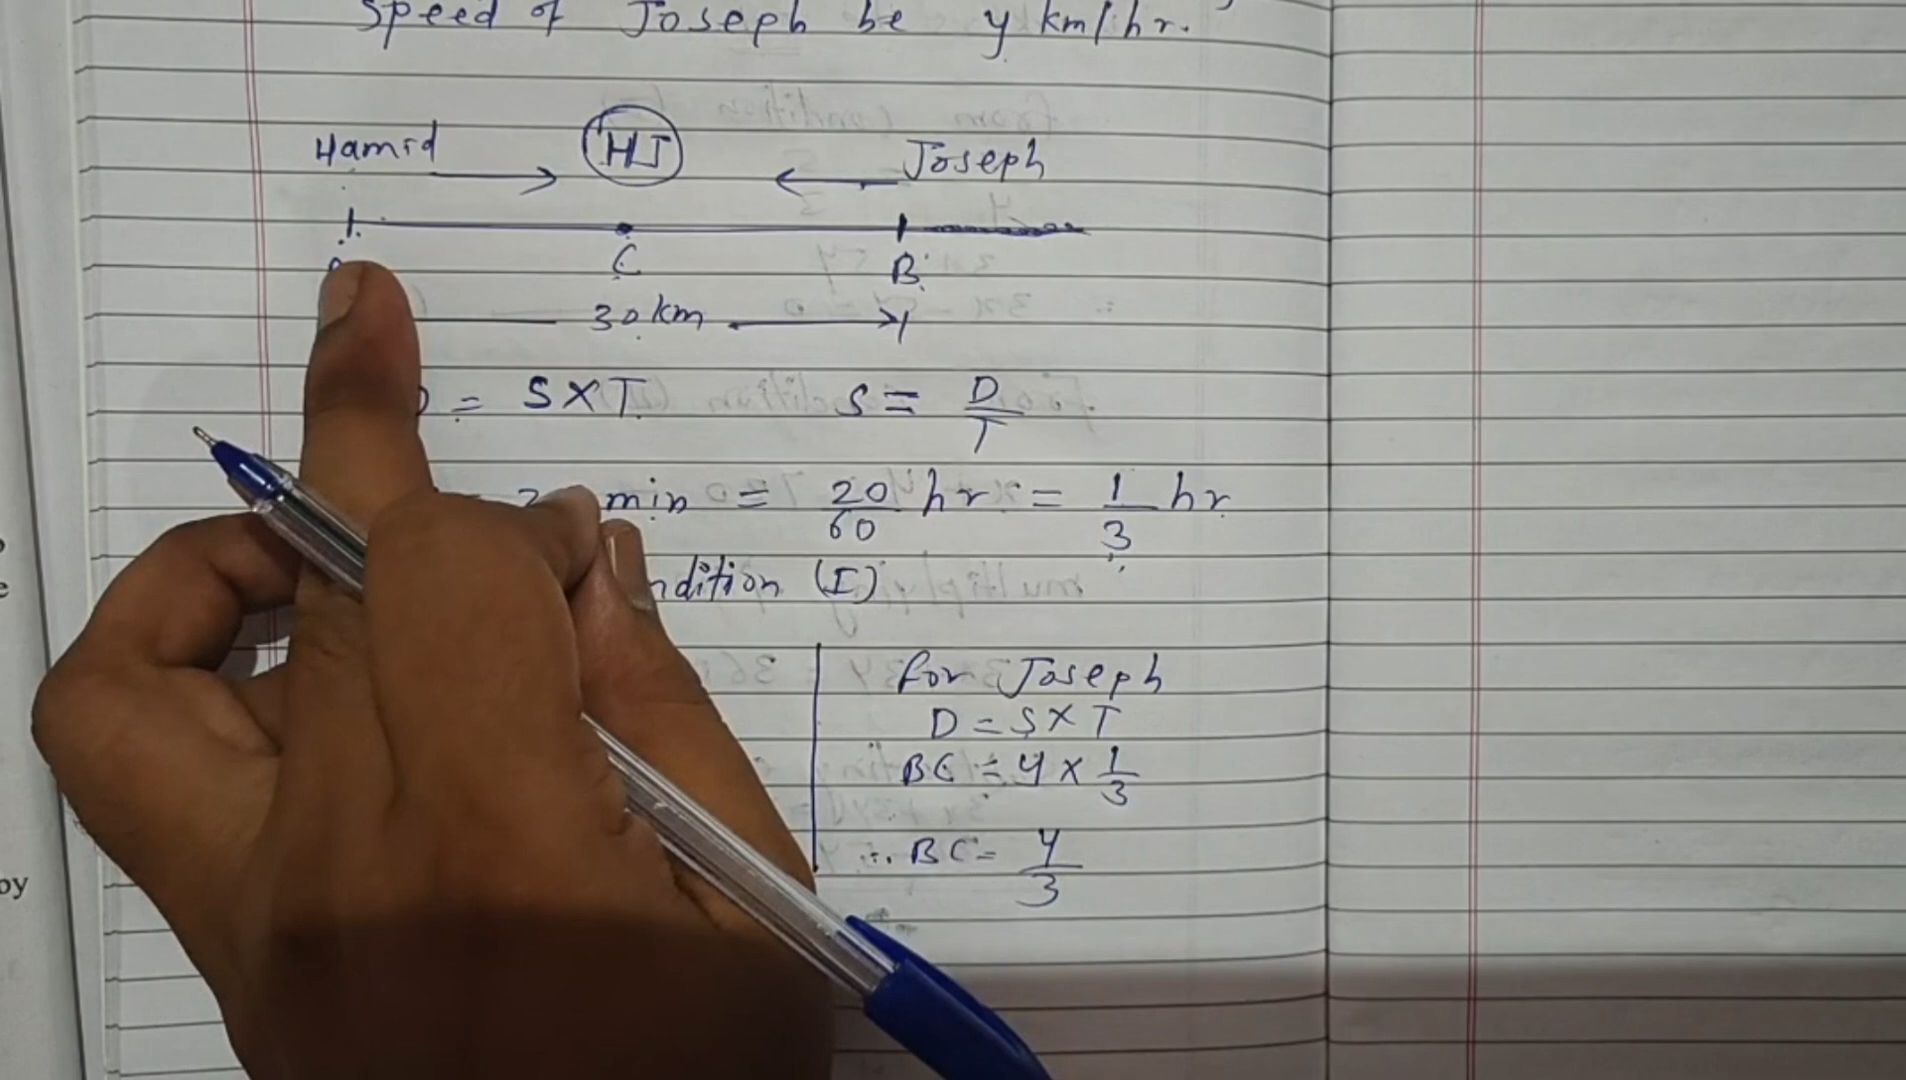 Speed of Joseph be y km/hr.
Hamid HJ Joseph
C B
30 km
= S×T S = D/T
min = 20/60 hr = 1/3 hr
ndition (I)
for Joseph
D = S × T
BC = y × 1/3
∴ BC = y/3
by